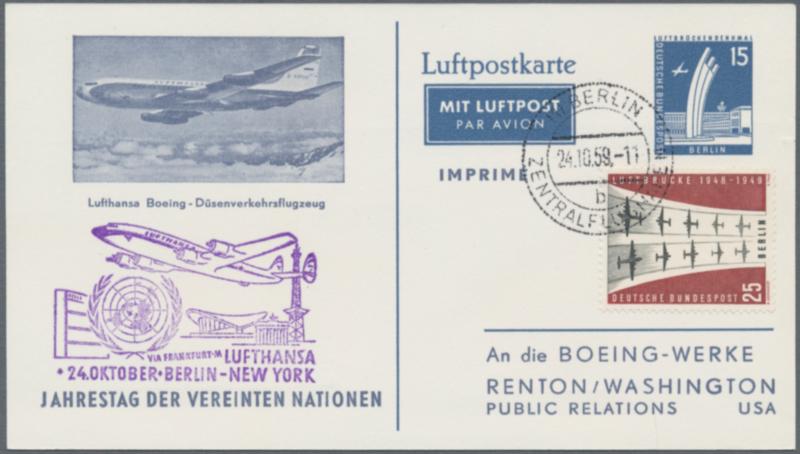 Lufthansa Boeing - Düsenverkehrsflugzeug
LUFTHANSA
VIA FRANKFURT-M LUFTHANSA
• 24.OKTOBER • BERLIN - NEW YORK
JAHRESTAG DER VEREINTEN NATIONEN
Luftpostkarte
MIT LUFTPOST
PAR AVION
IMPRIME
BERLIN
24.10.59.-11
b
ZENTRALFLUGHAFEN
LUFTBRÜCKENDENKMAL
15
DEUTSCHE BUNDESPOST
BERLIN
LUFTBRÜCKE 1948-1949
BERLIN
25
DEUTSCHE BUNDESPOST
An die BOEING-WERKE
RENTON/WASHINGTON
PUBLIC RELATIONS USA